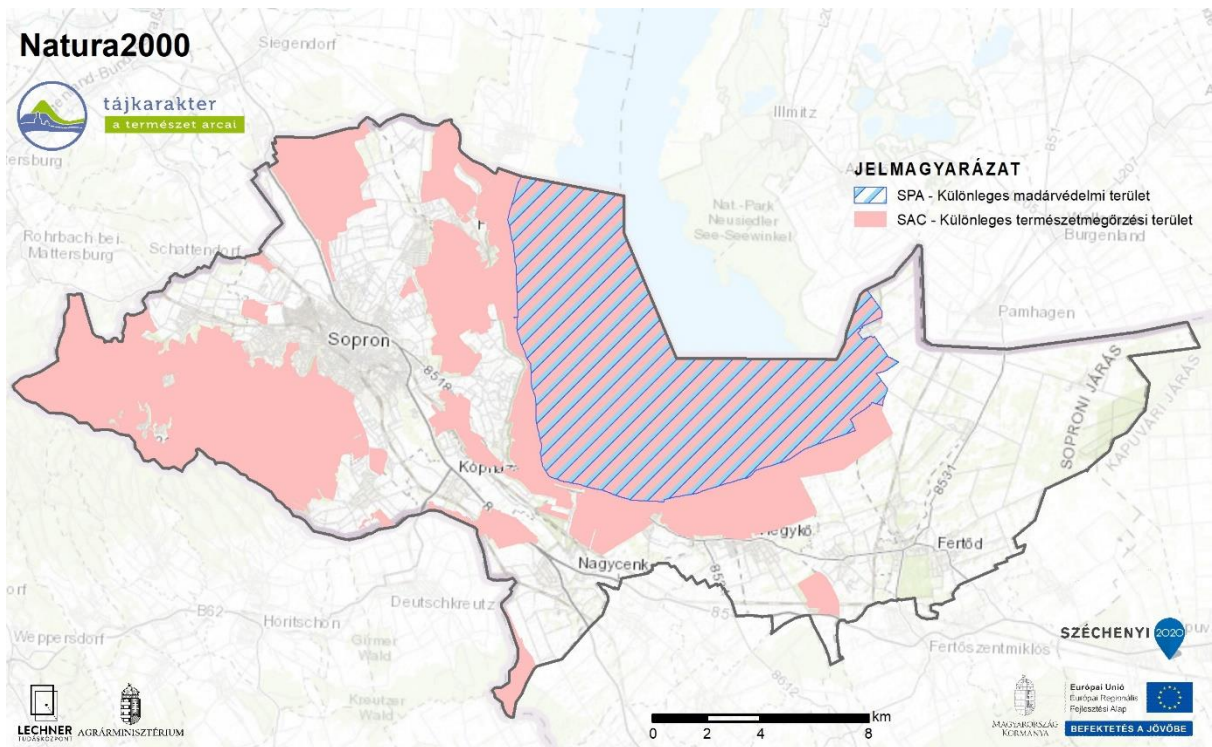 Natura2000
Siegendorf
tájkarakter
a természet arcai
Illmitz
JELMAGYARÁZAT
SPA - Különleges madárvédelmi terület
SAC - Különleges természetmegőrzési terület
Nat.-Park
Neusiedler
See-Seewinkel
Burgenland
Rohrbach bei
Mattersburg
Schattendorf
Pamhagen
Sopron
8518
SOPRONI JÁRÁS
KAPUVÁRI JÁRÁS
8531
Fertőd
Nagycenk
Deutschkreutz
B62
Horitschon
Weppersdorf
Girmer
Wald
Kreutzer
Wald
Fertőszentmiklós
8612
SZÉCHENYI 2020
LECHNER
TUDÁSKÖZPONT
AGRÁRMINISZTÉRIUM
km
0 2 4 8
MAGYARORSZÁG
KORMÁNYA
Európai Unió
Európai Regionális
Fejlesztési Alap
BEFEKTETÉS A JÖVŐBE